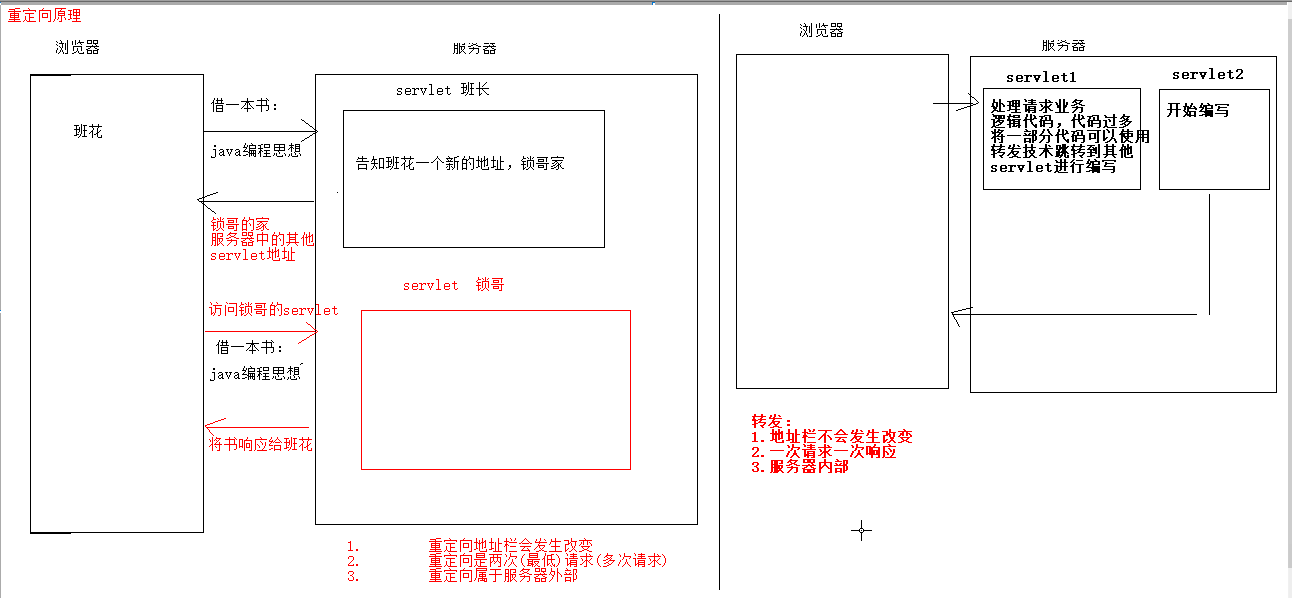 重定向原理
浏览器
服务器
班花
借一本书：
java编程思想
servlet 班长
告知班花一个新的地址，锁哥家
锁哥的家
服务器中的其他
servlet地址
servlet 锁哥
访问锁哥的servlet
借一本书：
java编程思想
将书响应给班花
1. 重定向地址栏会发生改变
2. 重定向是两次(最低)请求(多次请求)
3. 重定向属于服务器外部
浏览器
服务器
servlet1
处理请求业务
逻辑代码，代码过多
将一部分代码可以使用
转发技术跳转到其他
servlet进行编写
servlet2
开始编写
转发：
1.地址栏不会发生改变
2.一次请求一次响应
3.服务器内部